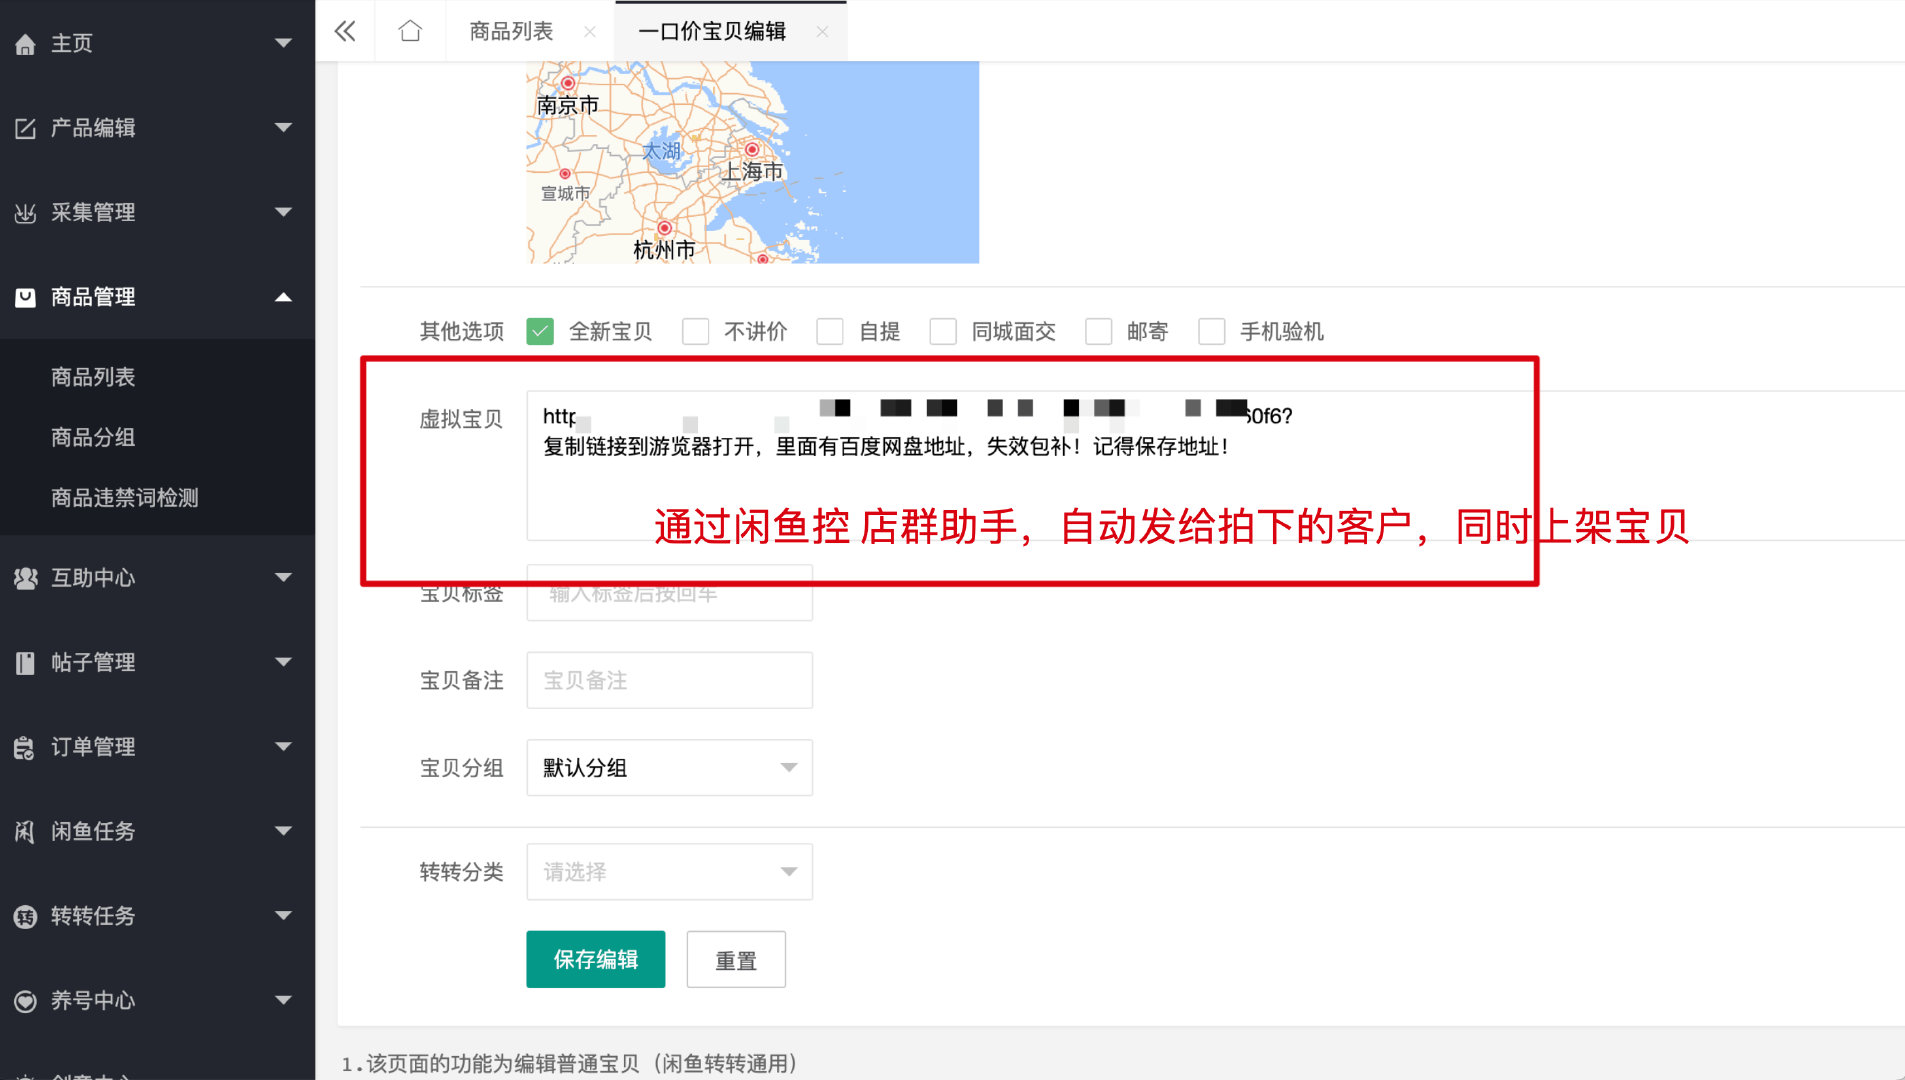 主页
产品编辑
采集管理
商品管理
商品列表
商品分组
商品违禁词检测
互助中心
帖子管理
订单管理
闲鱼任务
转转任务
养号中心
商品列表
一口价宝贝编辑
南京市
太湖
上海市
宣城市
杭州市
其他选项 全新宝贝 不讲价 自提 同城面交 邮寄 手机验机
虚拟宝贝
http 60f6?
复制链接到游览器打开，里面有百度网盘地址，失效包补！记得保存地址！
通过闲鱼控 店群助手，自动发给拍下的客户，同时上架宝贝
宝贝标签 输入标签后按回车
宝贝备注 宝贝备注
宝贝分组 默认分组
转转分类 请选择
保存编辑 重置
1.该页面的功能为编辑普通宝贝（闲鱼转转通用）